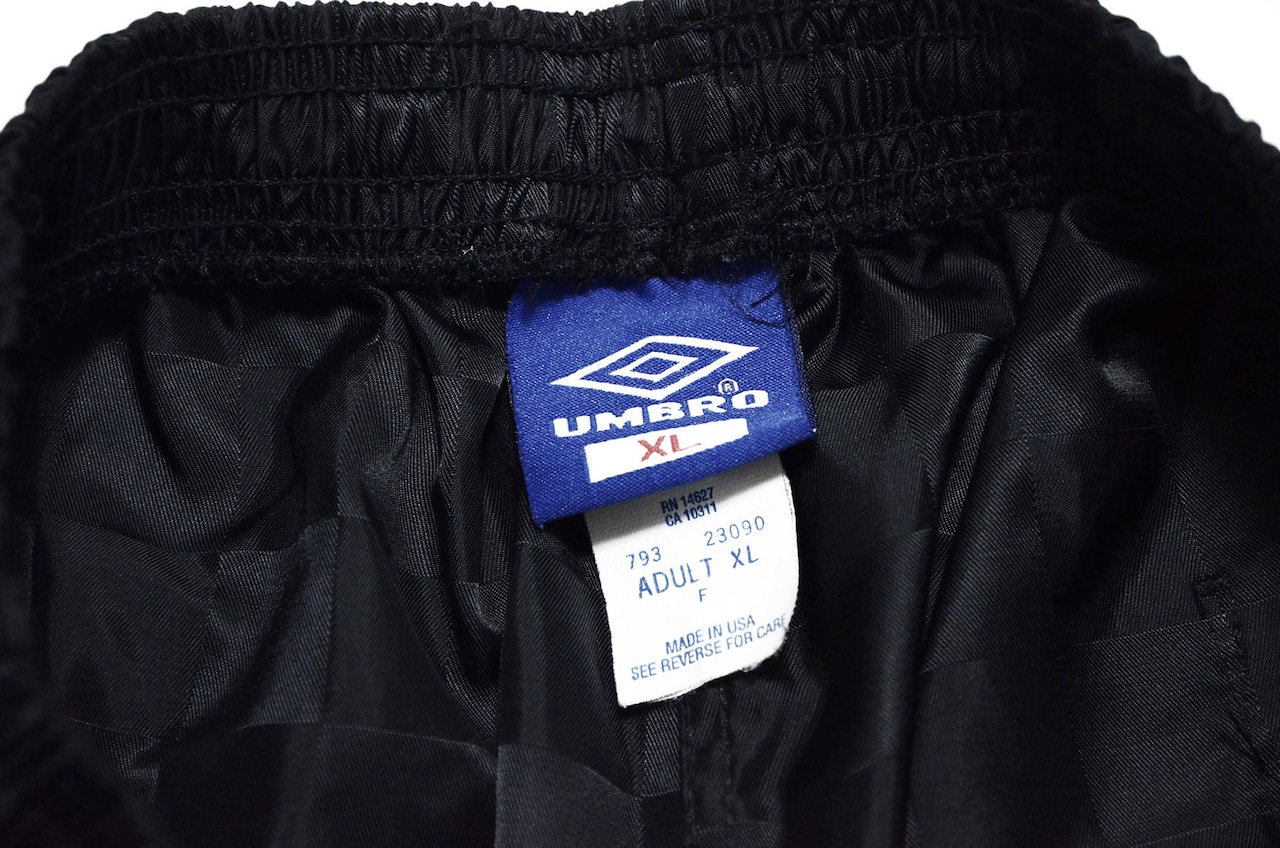 UMBRO®
XL
RN 14627
CA 10311
793 23090
ADULT XL
F
MADE IN USA
SEE REVERSE FOR CARE